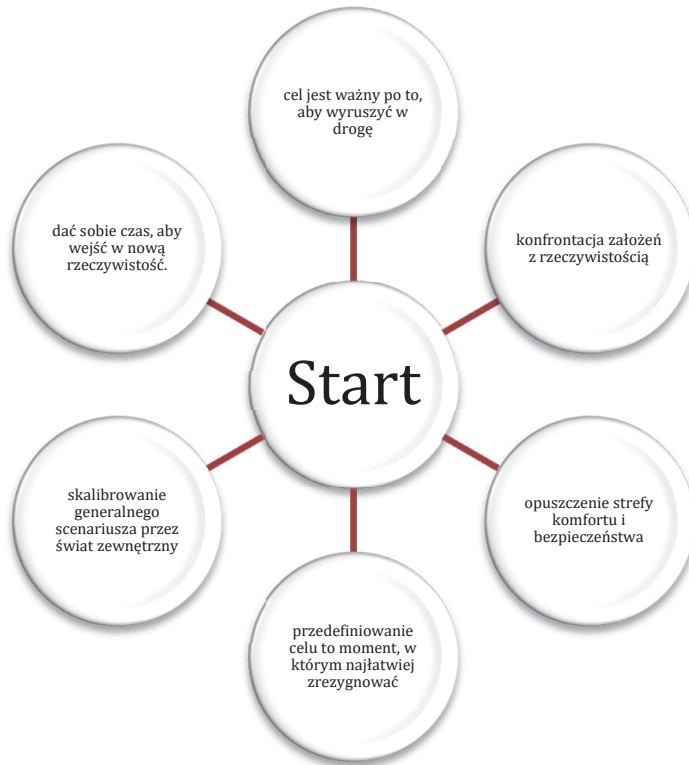 cel jest ważny po to,
aby wyruszyć w
drogę
konfrontacja założeń
z rzeczywistością
opuszczenie strefy
komfortu i
bezpieczeństwa
przedefiniowanie
celu to moment, w
którym najłatwiej
zrezygnować
skalibrowanie
generalnego
scenariusza przez
świat zewnętrzny
dać sobie czas, aby
wejść w nową
rzeczywistość.
Start